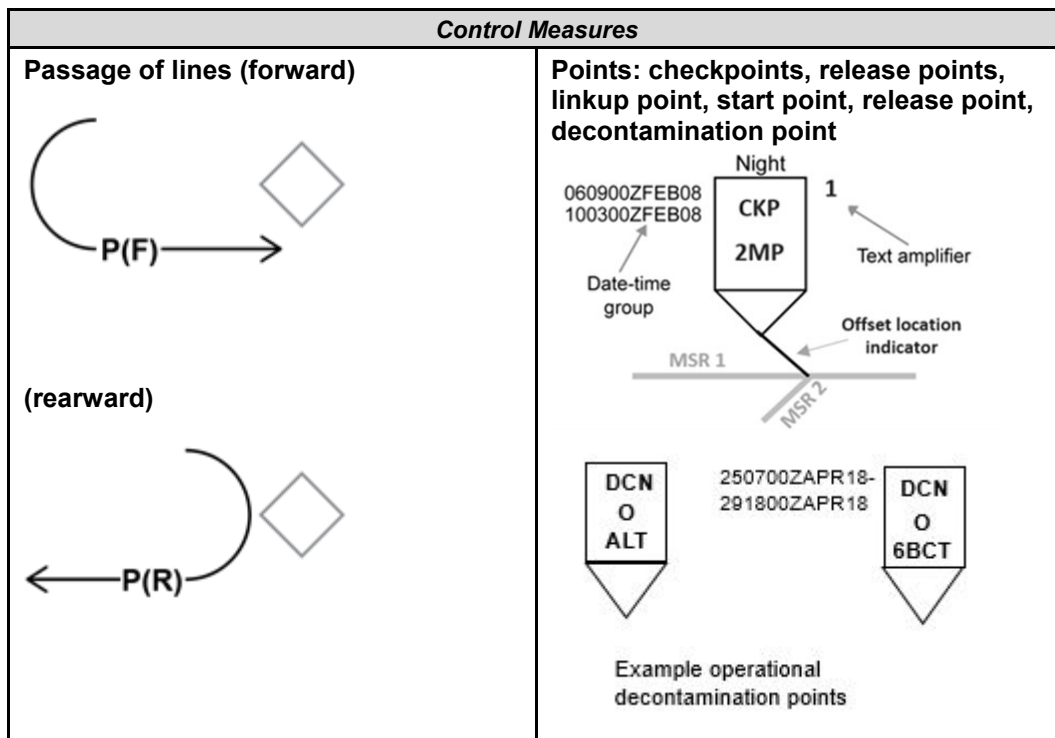 Control Measures
Passage of lines (forward)
P(F)
(rearward)
P(R)
Points: checkpoints, release points,
linkup point, start point, release point,
decontamination point
Night
060900ZFEB08
100300ZFEB08
CKP
2MP
1
Date-time
group
Text amplifier
Offset location
indicator
MSR 1
MSR 2
DCN
O
ALT
250700ZAPR18-
291800ZAPR18
DCN
O
6BCT
Example operational
decontamination points